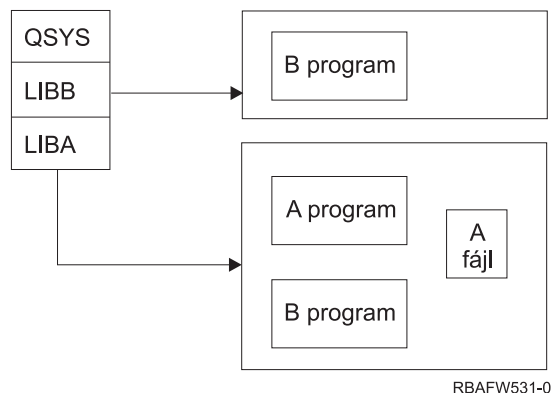 QSYS
LIBB
LIBA
B program
A program
A
fájl
B program
RBAFW531-0